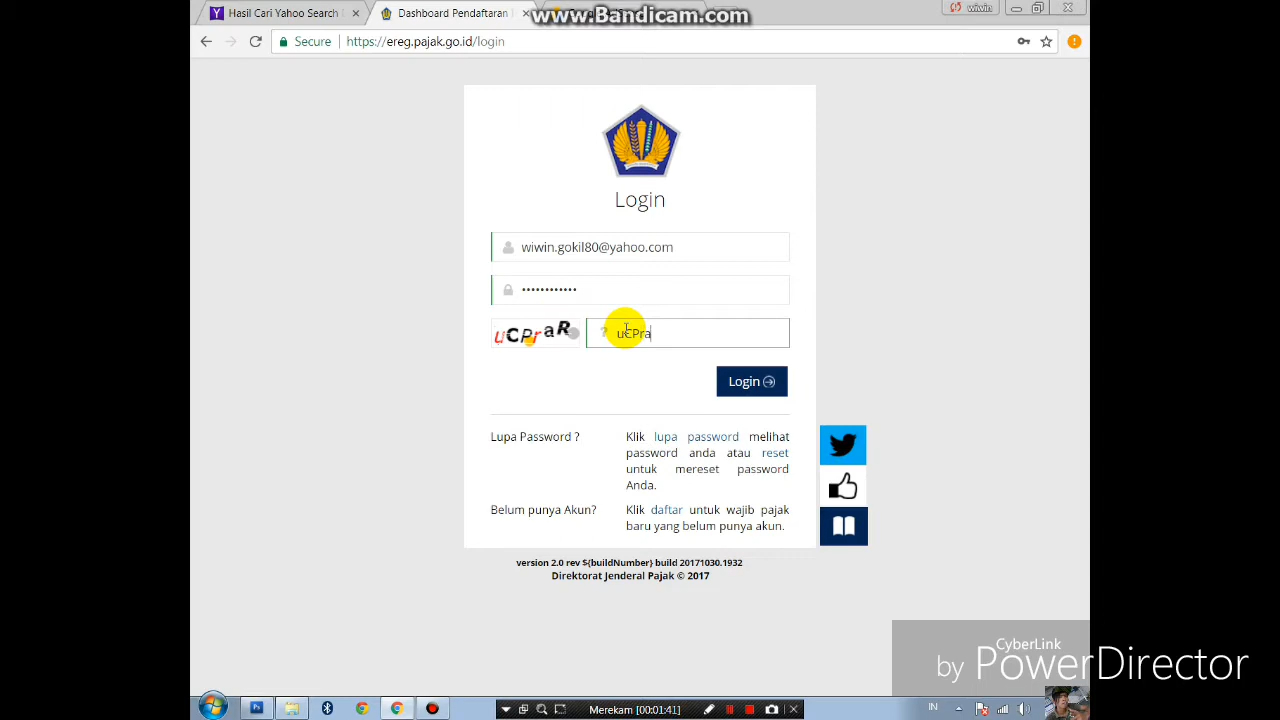 Hasil Cari Yahoo Search
Dashboard Pendaftaran
www.Bandicam.com
wiwin
Secure
https://ereg.pajak.go.id/login
Login
wiwin.gokil80@yahoo.com
••••••••••••
uCPraR
? uCPra
Login
Lupa Password ?
Klik lupa password melihat
password anda atau reset
untuk mereset password
Anda.
Belum punya Akun?
Klik daftar untuk wajib pajak
baru yang belum punya akun.
version 2.0 rev ${buildNumber} build 20171030.1932
Direktorat Jenderal Pajak © 2017
CyberLink
by PowerDirector
Merekam [00:01:41]
IN